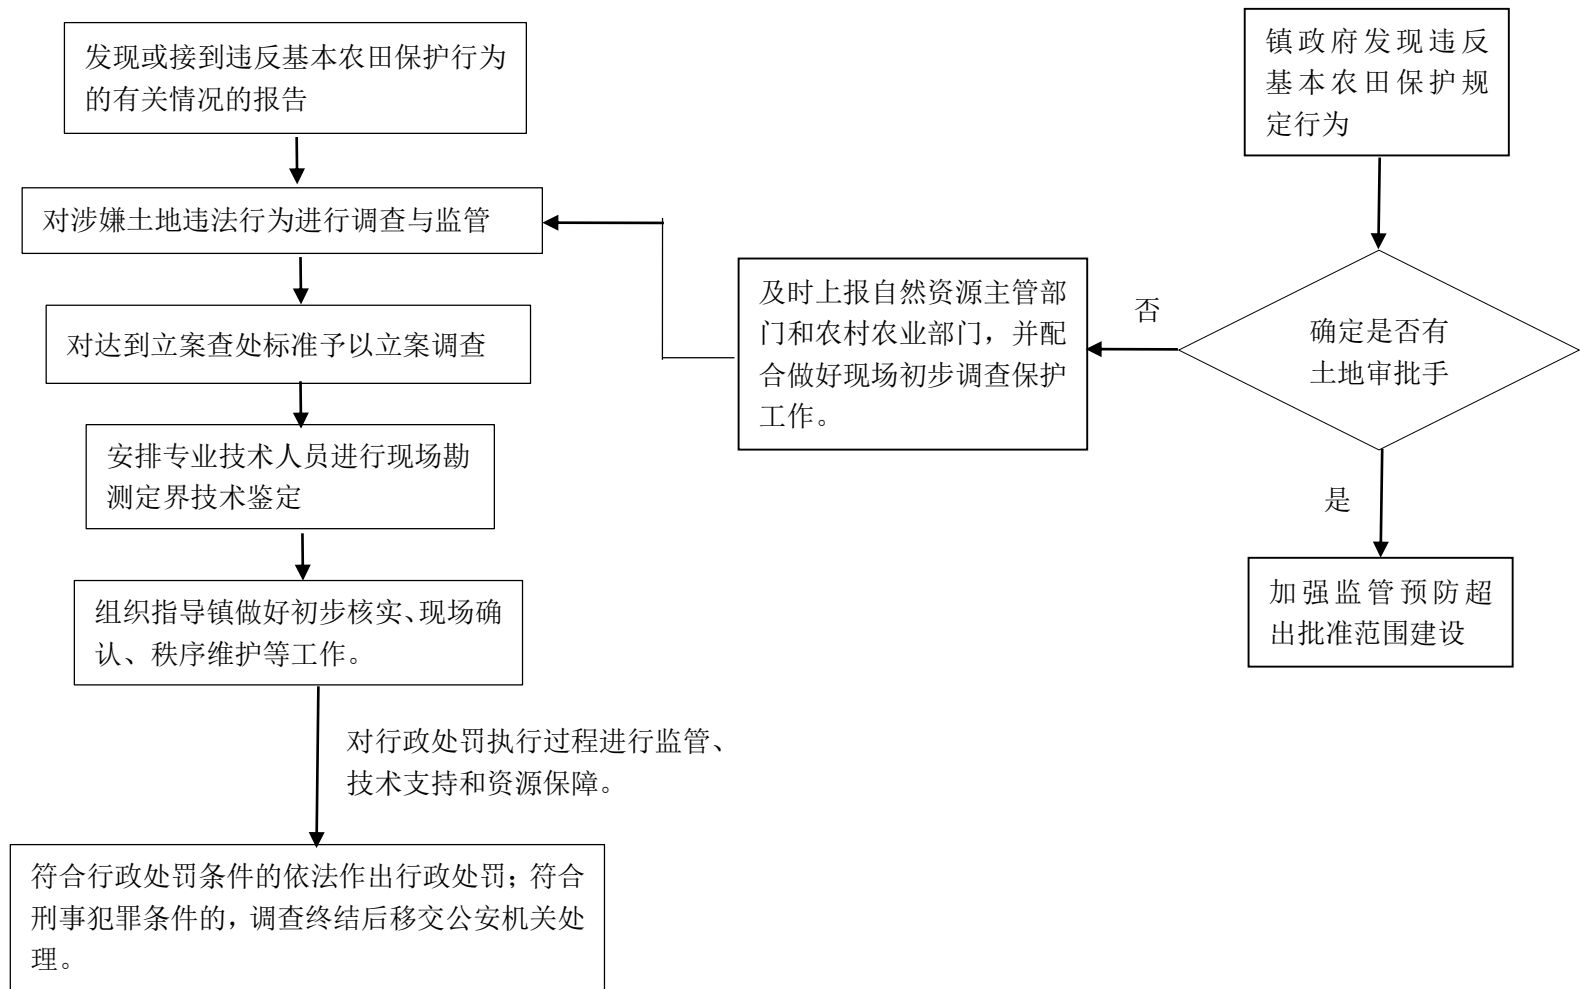 发现或接到违反基本农田保护行为
的有关情况的报告
对涉嫌土地违法行为进行调查与监管
对达到立案查处标准予以立案调查
安排专业技术人员进行现场勘
测定界技术鉴定
组织指导镇做好初步核实、现场确
认、秩序维护等工作。
对行政处罚执行过程进行监管、
技术支持和资源保障。
符合行政处罚条件的依法作出行政处罚；符合
刑事犯罪条件的，调查终结后移交公安机关处
理。
镇政府发现违反
基本农田保护规
定行为
确定是否有
土地审批手
否
及时上报自然资源主管部
门和农村农业部门，并配
合做好现场初步调查保护
工作。
是
加强监管预防超
出批准范围建设